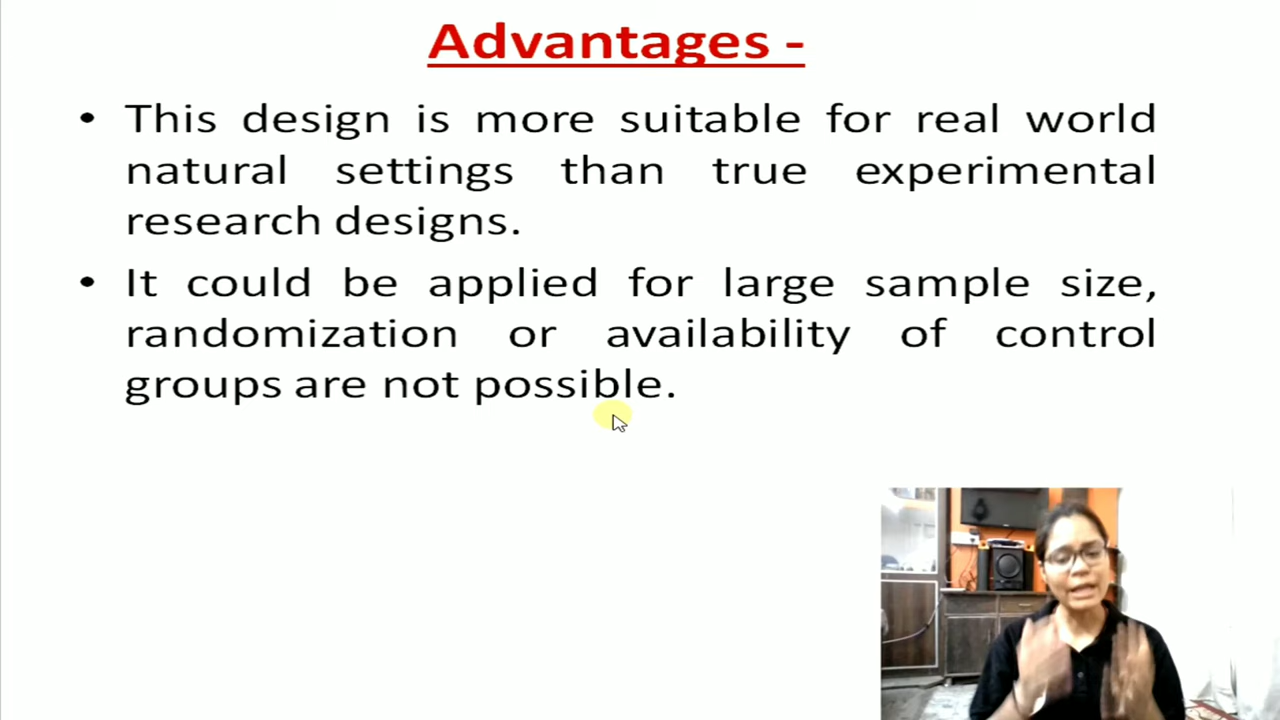 Advantages -
• This design is more suitable for real world
natural settings than true experimental
research designs.
• It could be applied for large sample size,
randomization or availability of control
groups are not possible.